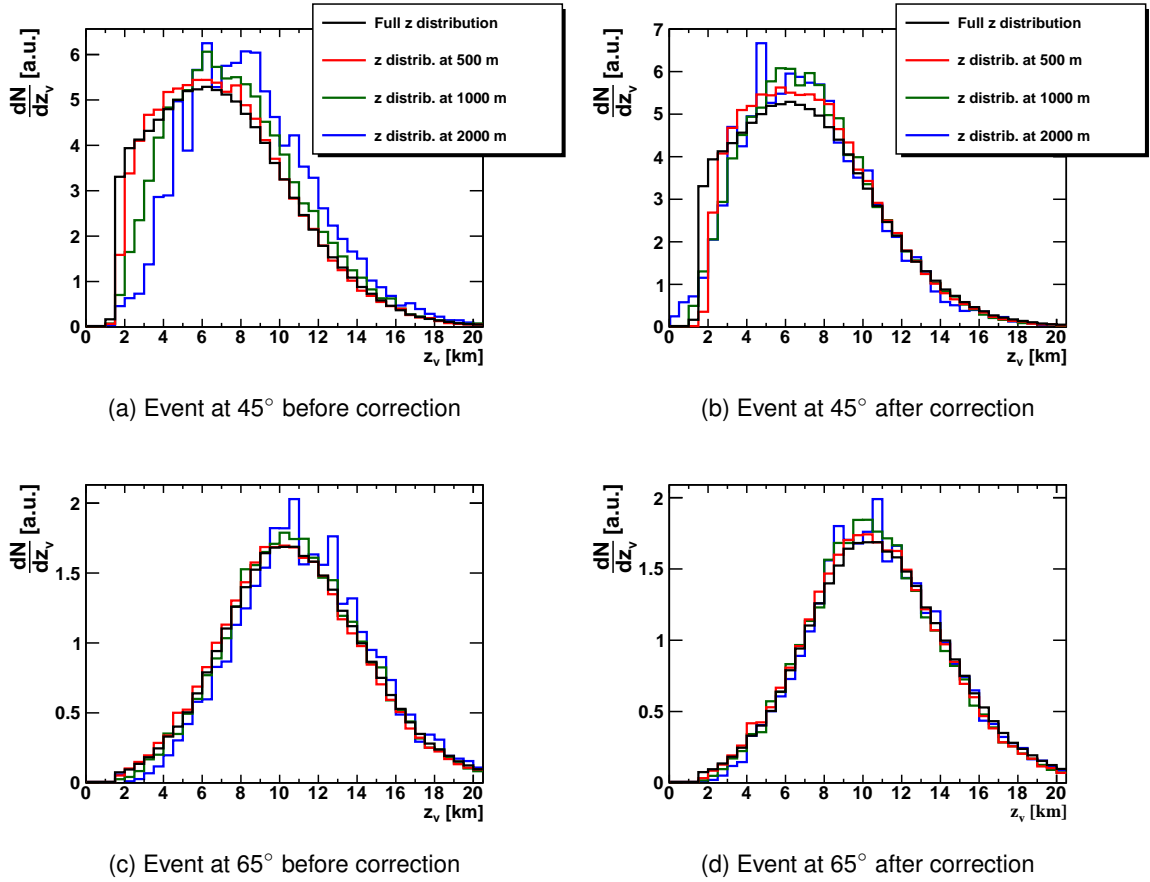 Full z distribution
z distrib. at 500 m
z distrib. at 1000 m
z distrib. at 2000 m
dN/dz_v [a.u.]
6
5
4
3
2
1
0
0 2 4 6 8 10 12 14 16 18 20
z_v [km]
(a) Event at 45° before correction
Full z distribution
z distrib. at 500 m
z distrib. at 1000 m
z distrib. at 2000 m
dN/dz_v [a.u.]
7
6
5
4
3
2
1
0
0 2 4 6 8 10 12 14 16 18 20
z_v [km]
(b) Event at 45° after correction
dN/dz_v [a.u.]
2
1.5
1
0.5
0
0 2 4 6 8 10 12 14 16 18 20
z_v [km]
(c) Event at 65° before correction
dN/dz_v [a.u.]
2
1.5
1
0.5
0
0 2 4 6 8 10 12 14 16 18 20
z_v [km]
(d) Event at 65° after correction